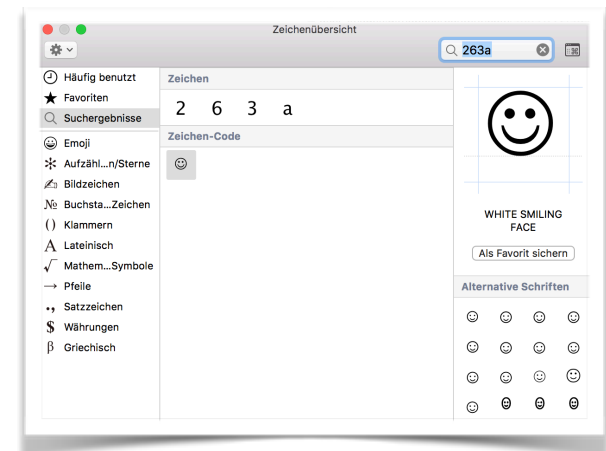 Zeichenübersicht
263a
Häufig benutzt
Favoriten
Suchergebnisse
Emoji
Aufzähl...n/Sterne
Bildzeichen
№ Buchsta...Zeichen
() Klammern
A Lateinisch
√ Mathem...Symbole
→ Pfeile
., Satzzeichen
$ Währungen
β Griechisch
Zeichen
2 6 3 a
Zeichen-Code
☺
WHITE SMILING
FACE
Als Favorit sichern
Alternative Schriften